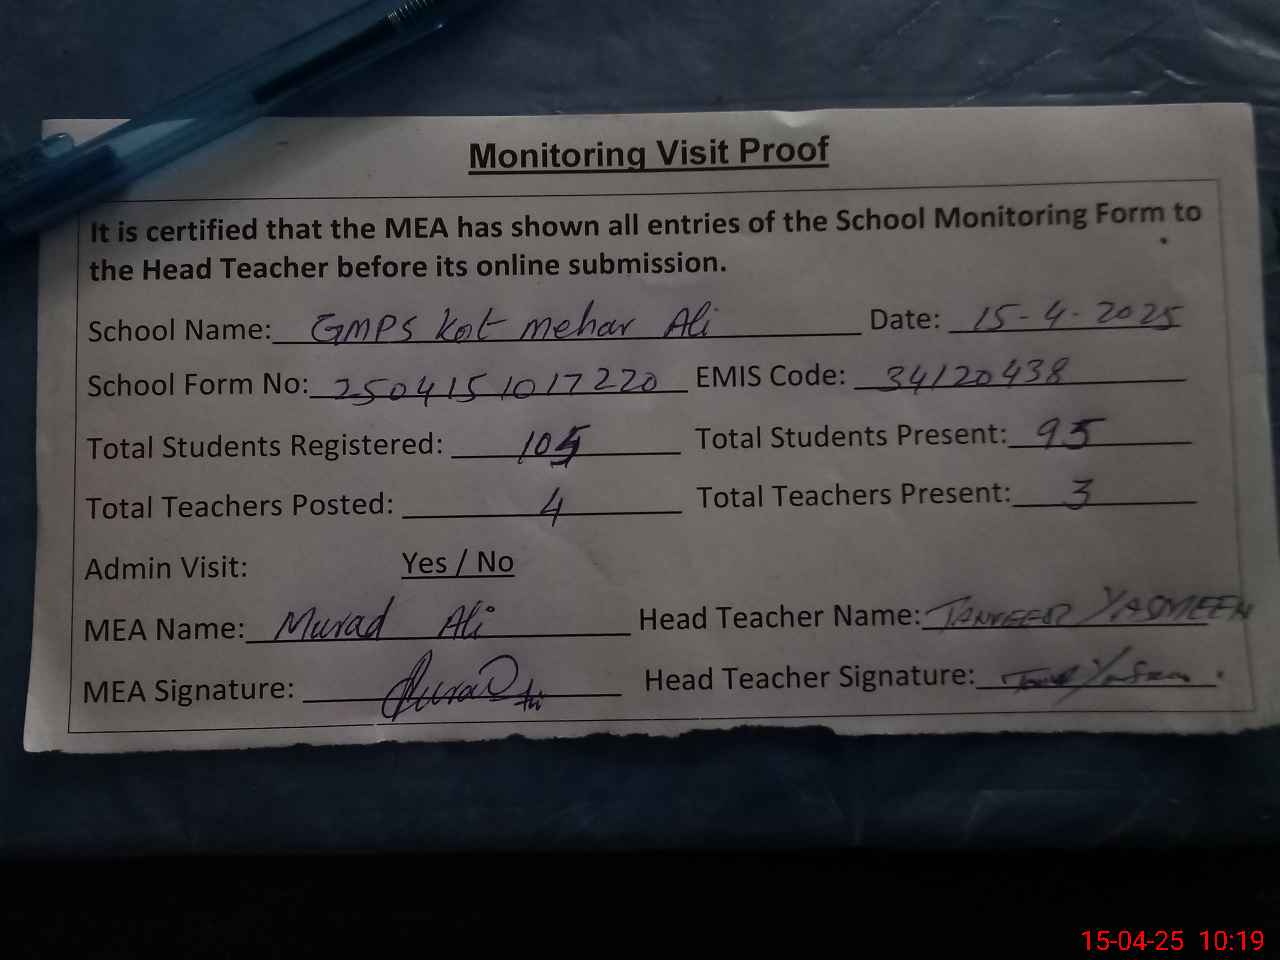 Monitoring Visit Proof
It is certified that the MEA has shown all entries of the School Monitoring Form to
the Head Teacher before its online submission.
School Name: GMPS Kot Mehar Ali Date: 15-4-2025
School Form No: 2504151017220 EMIS Code: 34120438
Total Students Registered: 105 Total Students Present: 95
Total Teachers Posted: 4 Total Teachers Present: 3
Admin Visit: Yes / No
MEA Name: Murad Ali Head Teacher Name: TANVEER YASMEEN
MEA Signature: Murad Ali Head Teacher Signature:
15-04-25 10:19